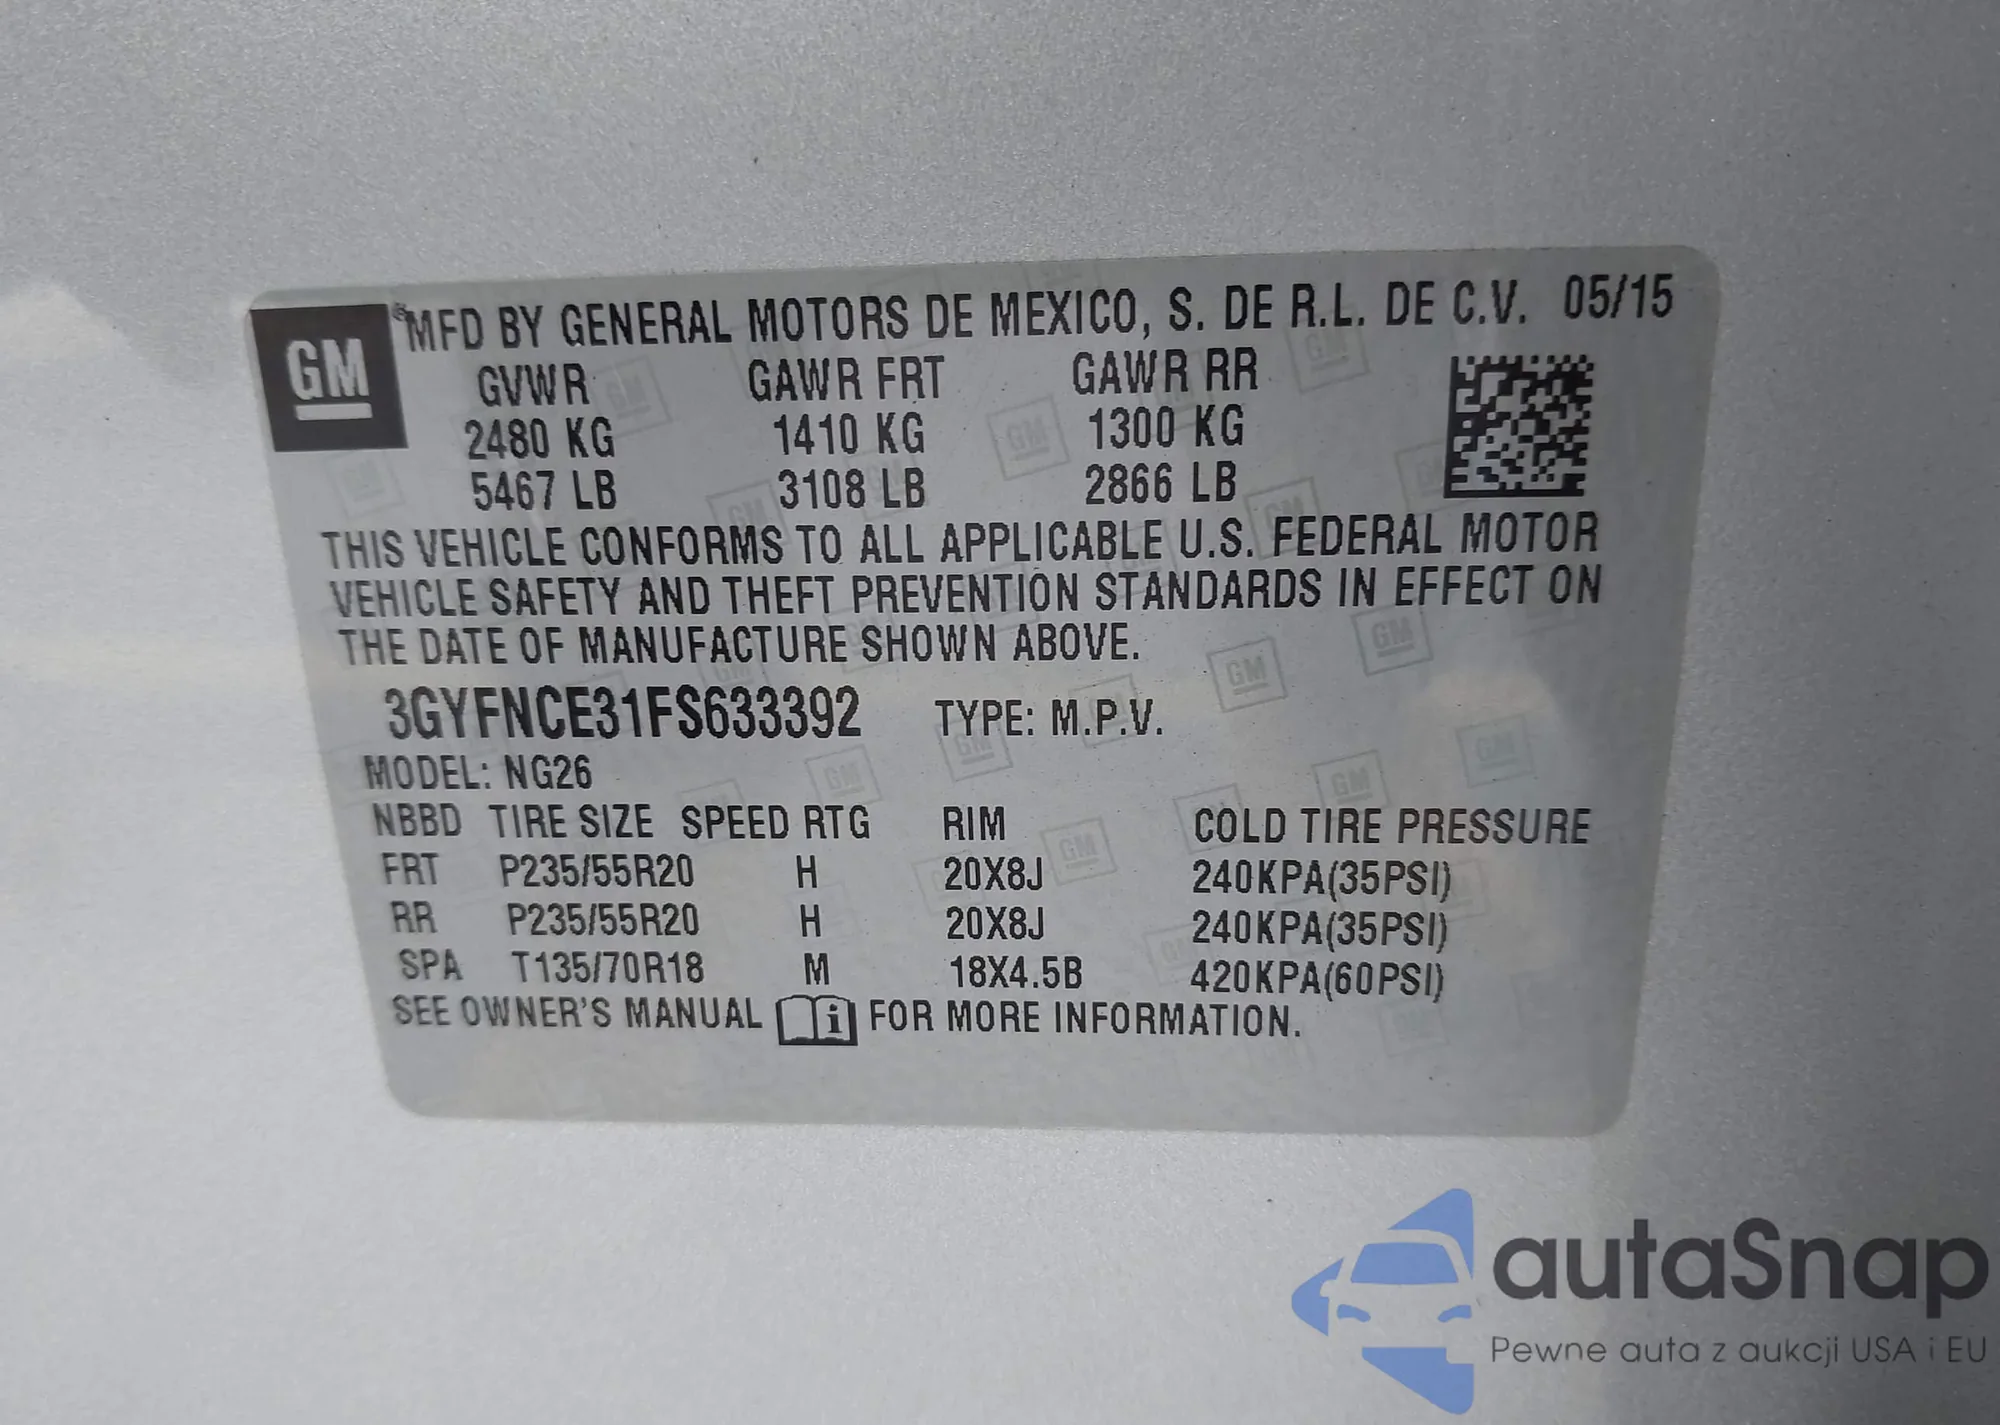 GM
®MFD BY GENERAL MOTORS DE MEXICO, S. DE R.L. DE C.V. 05/15
GVWR GAWR FRT GAWR RR
2480 KG 1410 KG 1300 KG
5467 LB 3108 LB 2866 LB
THIS VEHICLE CONFORMS TO ALL APPLICABLE U.S. FEDERAL MOTOR
VEHICLE SAFETY AND THEFT PREVENTION STANDARDS IN EFFECT ON
THE DATE OF MANUFACTURE SHOWN ABOVE.
3GYFNCE31FS633392 TYPE: M.P.V.
MODEL: NG26
NBBD TIRE SIZE SPEED RTG RIM COLD TIRE PRESSURE
FRT P235/55R20 H 20X8J 240KPA(35PSI)
RR P235/55R20 H 20X8J 240KPA(35PSI)
SPA T135/70R18 M 18X4.5B 420KPA(60PSI)
SEE OWNER'S MANUAL i FOR MORE INFORMATION.
autaSnap
Pewne auta z aukcji USA i EU